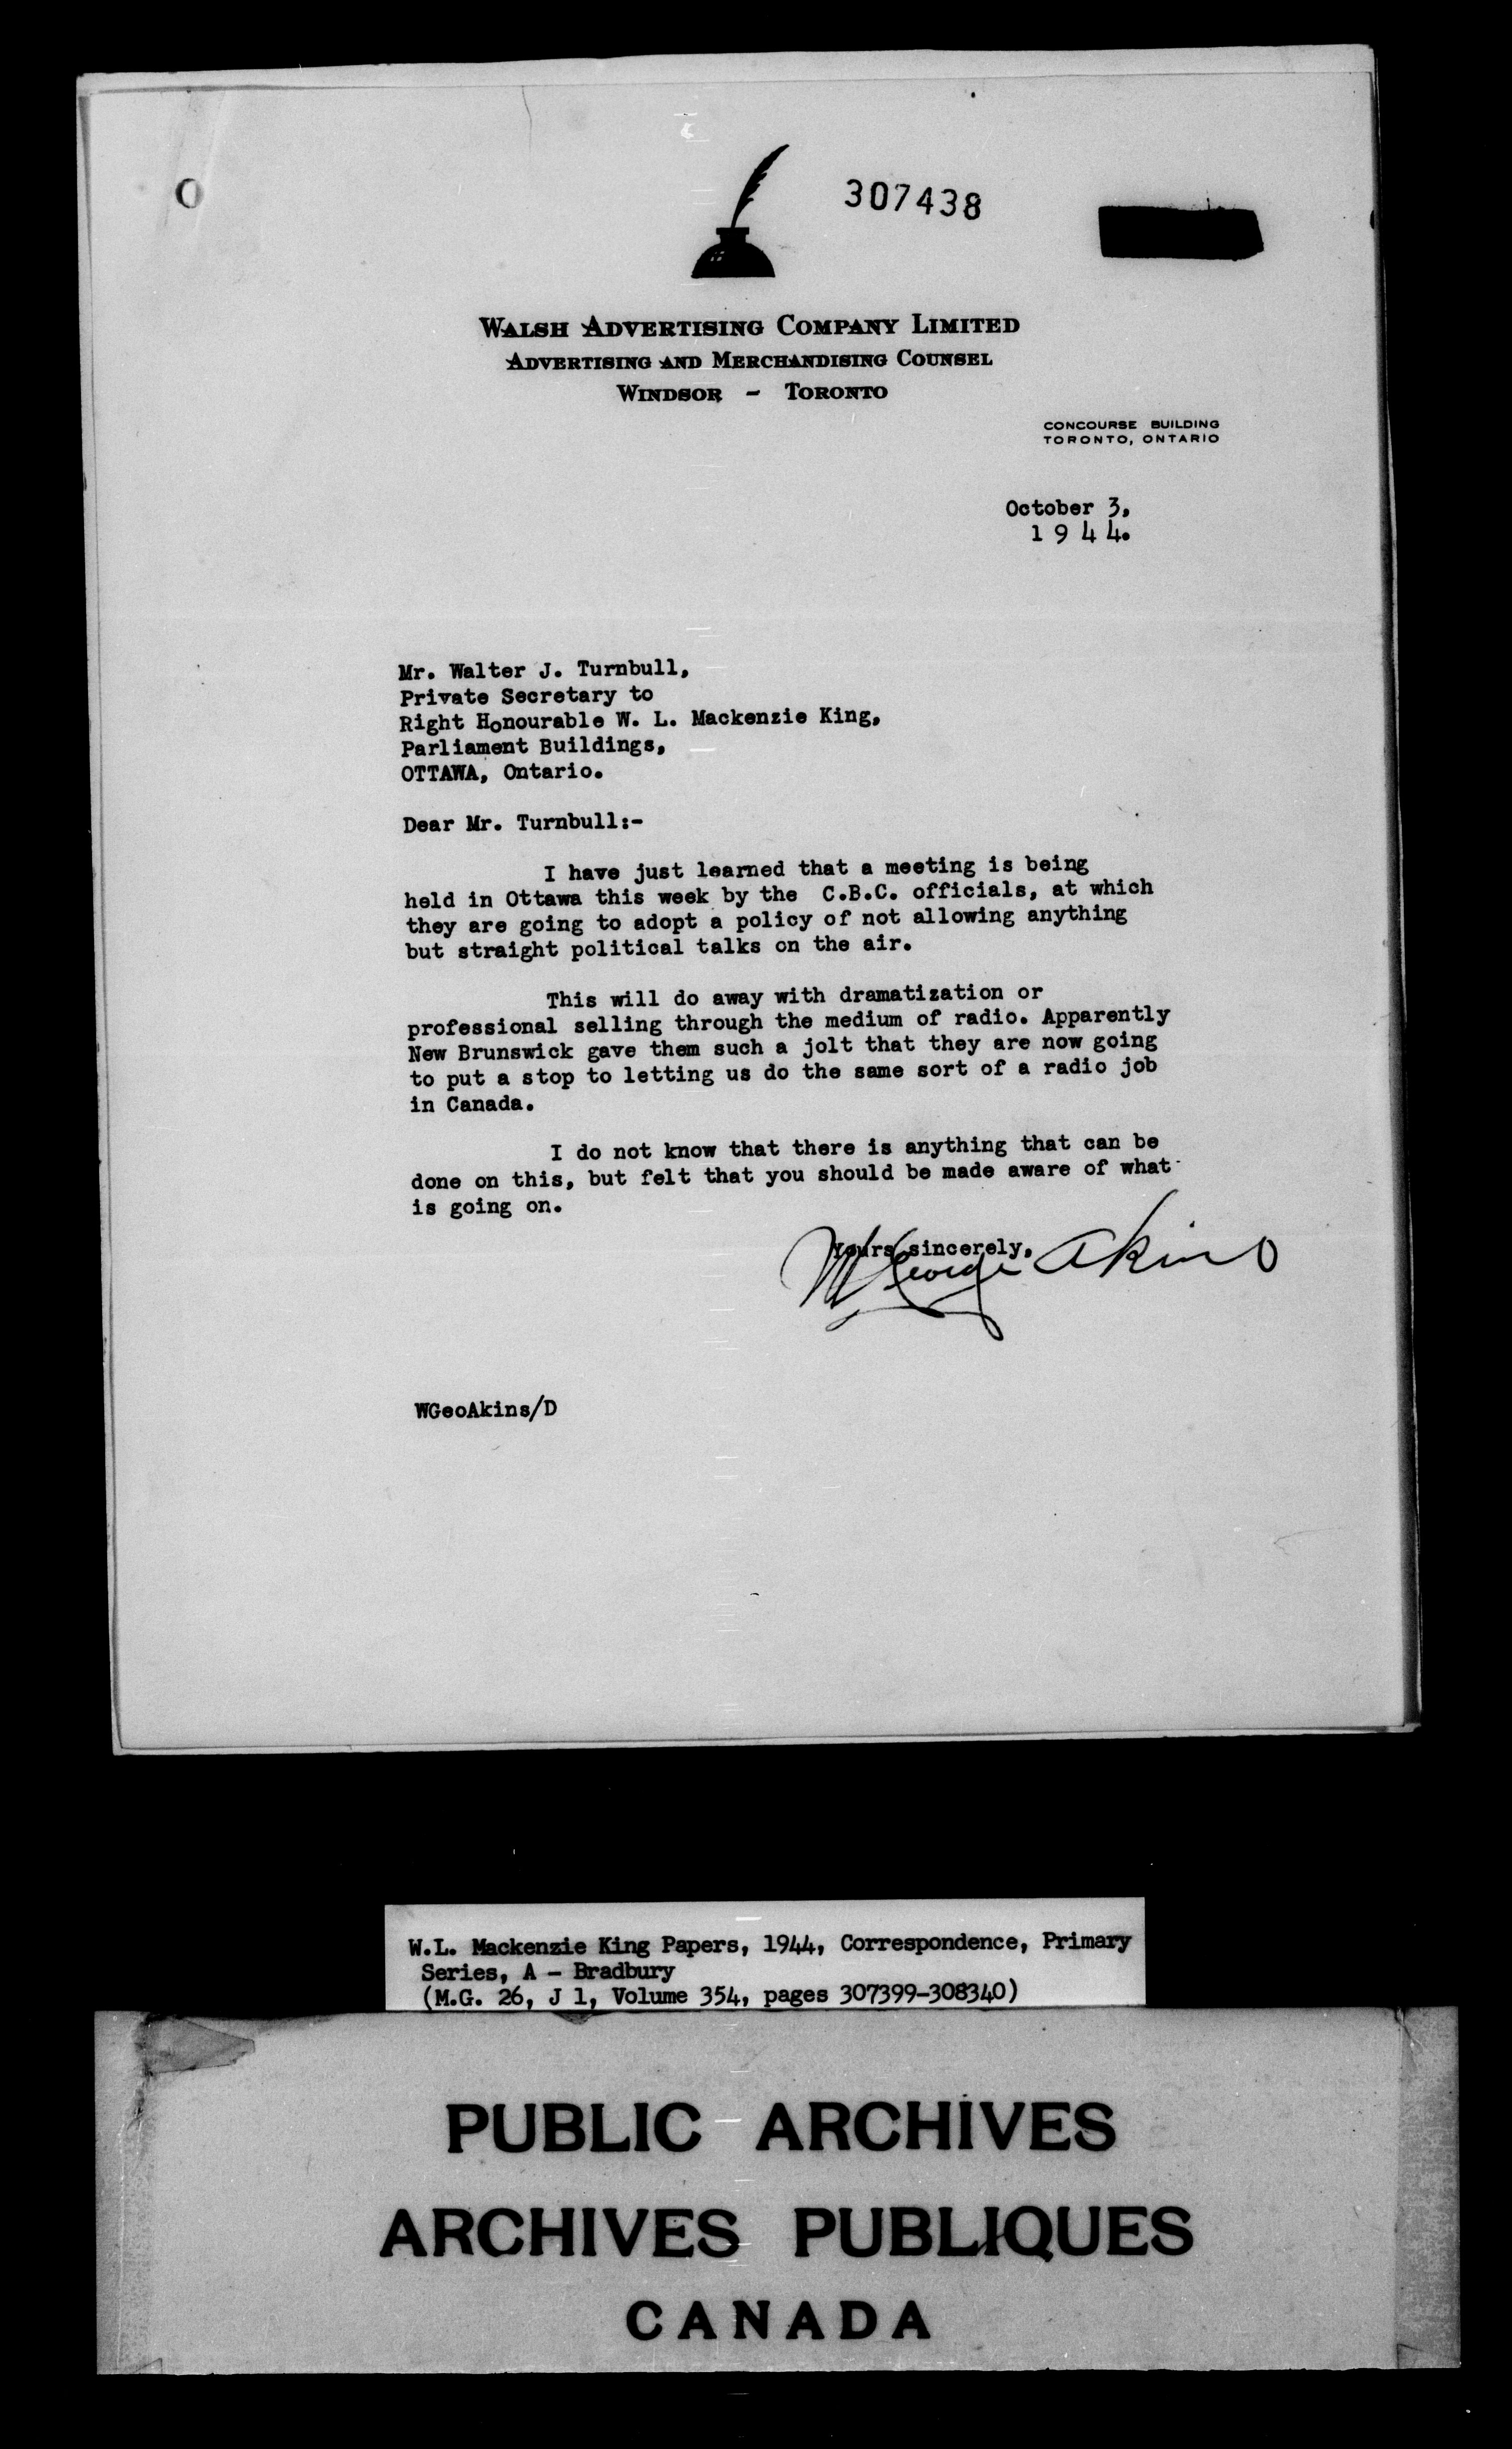 307438
WALSH ADVERTISING COMPANY LIMITED
ADVERTISING AND MERCHANDISING COUNSEL
WINDSOR - TORONTO
CONCOURSE BUILDING
TORONTO, ONTARIO
October 3,
1 9 4 4.
Mr. Walter J. Turnbull,
Private Secretary to
Right Honourable W. L. Mackenzie King,
Parliament Buildings,
OTTAWA, Ontario.
Dear Mr. Turnbull:-
I have just learned that a meeting is being
held in Ottawa this week by the C.B.C. officials, at which
they are going to adopt a policy of not allowing anything
but straight political talks on the air.
This will do away with dramatization or
professional selling through the medium of radio. Apparently
New Brunswick gave them such a jolt that they are now going
to put a stop to letting us do the same sort of a radio job
in Canada.
I do not know that there is anything that can be
done on this, but felt that you should be made aware of what
is going on.
Yours sincerely,
W George Akins
WGeoAkins/D
W.L. Mackenzie King Papers, 1944, Correspondence, Primary
Series, A - Bradbury
(M.G. 26, J 1, Volume 354, pages 307399-308340)
PUBLIC ARCHIVES
ARCHIVES PUBLIQUES
CANADA